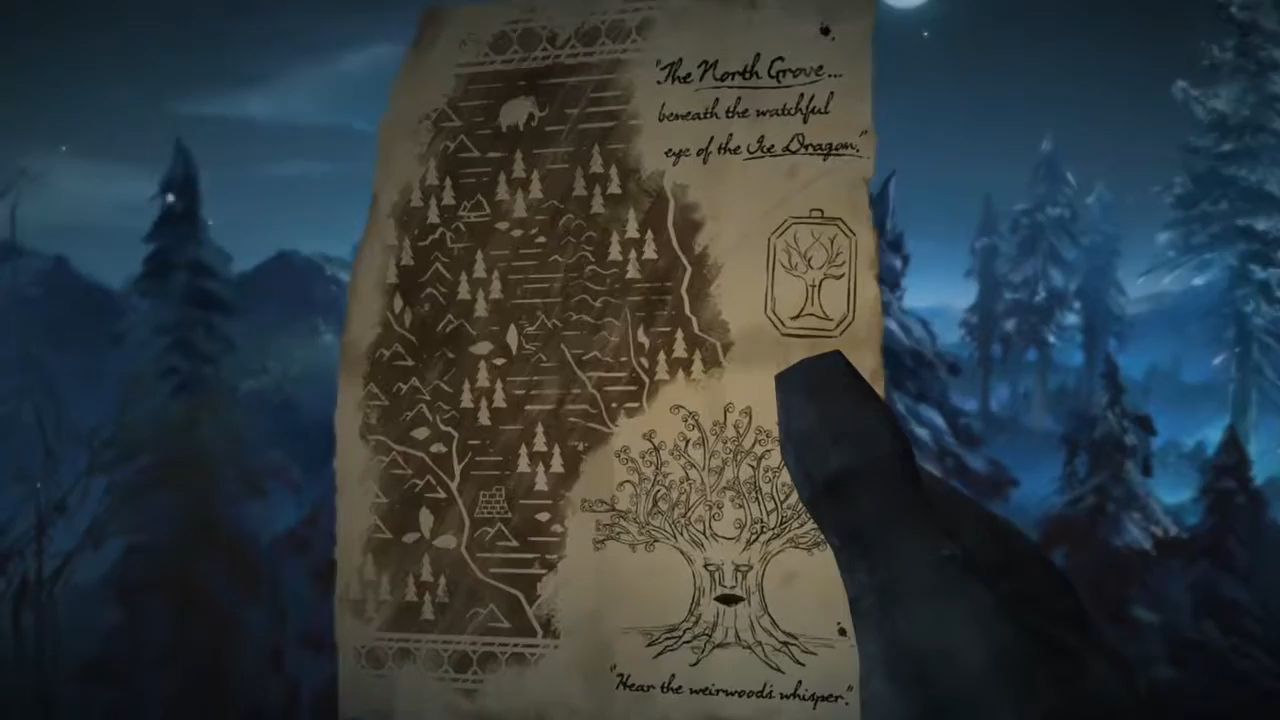 "The North Grove...
beneath the watchful
eye of the Ice Dragon."
"Hear the weirwood's whisper."